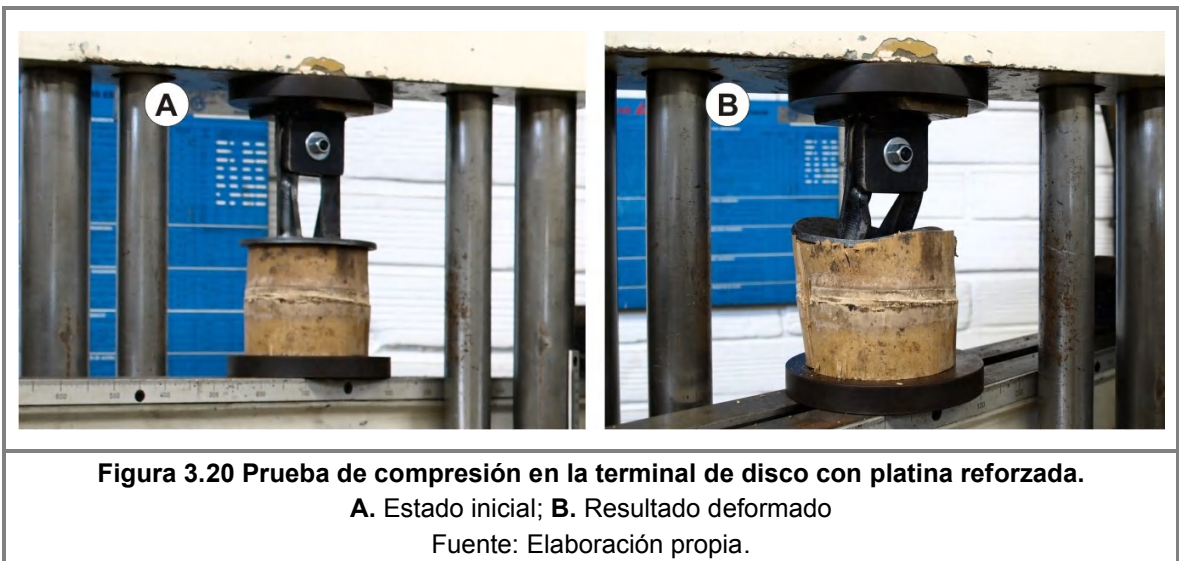 A
B
Figura 3.20 Prueba de compresión en la terminal de disco con platina reforzada.
A. Estado inicial; B. Resultado deformado
Fuente: Elaboración propia.